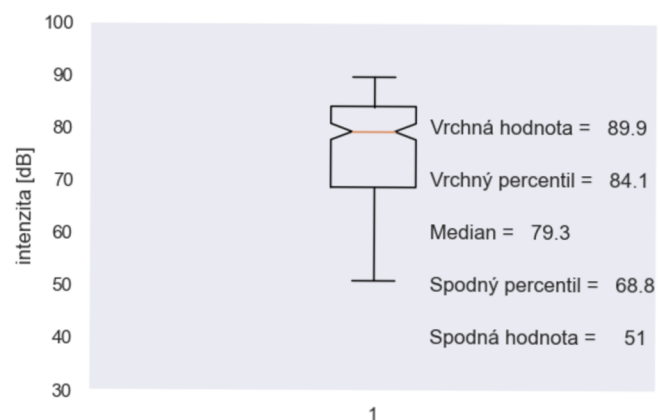 100
90
80
70
60
50
40
30
intenzita [dB]
Vrchná hodnota = 89.9
Vrchný percentil = 84.1
Median = 79.3
Spodný percentil = 68.8
Spodná hodnota = 51
1